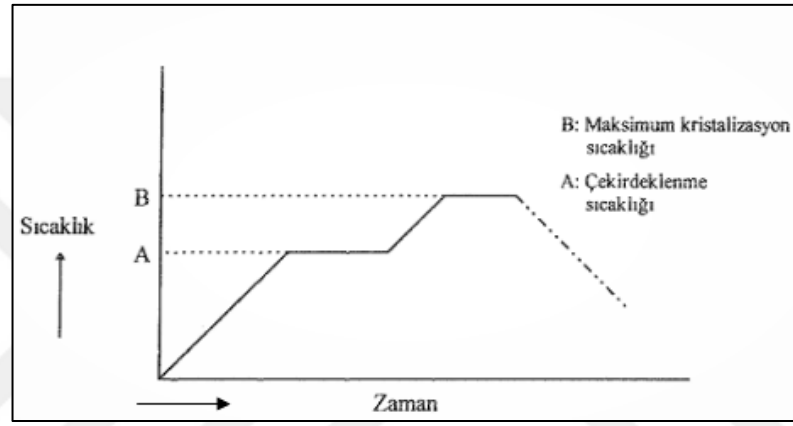 B: Maksimum kristalizasyon
sıcaklığı
A: Çekirdeklenme
sıcaklığı
B
Sıcaklık
A
Zaman